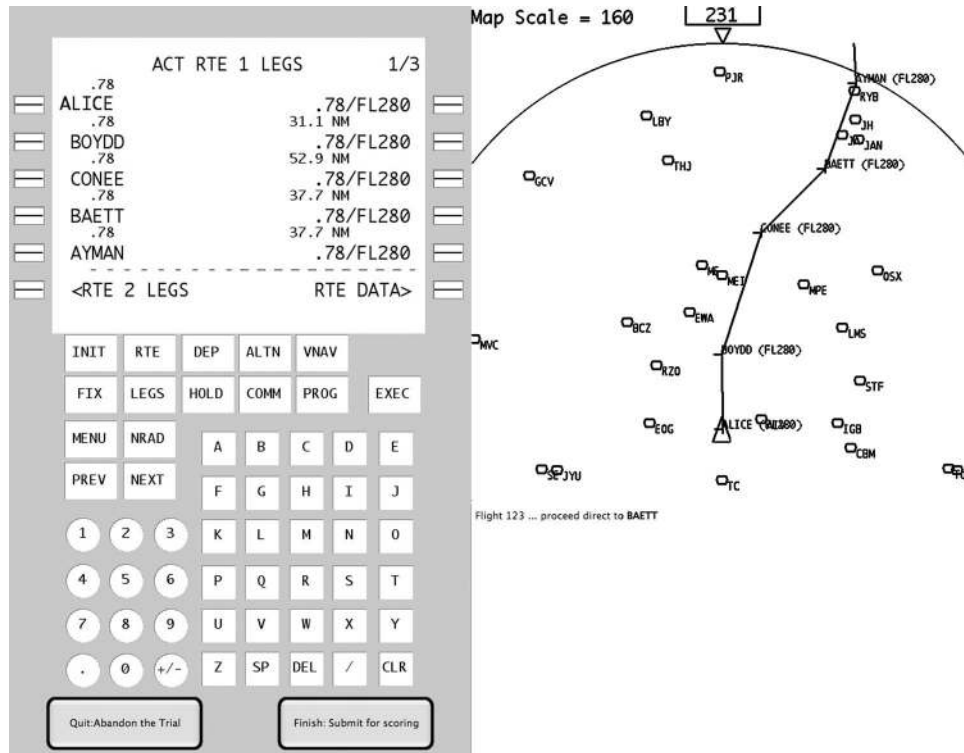 ACT RTE 1 LEGS 1/3
.78
ALICE .78/FL280
.78 31.1 NM
BOYDD .78/FL280
.78 52.9 NM
CONEE .78/FL280
.78 37.7 NM
BAETT .78/FL280
.78 37.7 NM
AYMAN .78/FL280
<RTE 2 LEGS RTE DATA>
INIT RTE DEP ALTN VNAV
FIX LEGS HOLD COMM PROG EXEC
MENU NRAD
PREV NEXT
A B C D E
F G H I J
1 2 3 K L M N O
4 5 6 P Q R S T
7 8 9 U V W X Y
. 0 +/- Z SP DEL / CLR
Quit:Abandon the Trial
Finish: Submit for scoring
Map Scale = 160
231
PJR
AYMAN (FL280)
RYB
LBY
JH
JAN
THJ
BAETT (FL280)
GCV
CONEE (FL280)
MEI
OSX
MPE
EWA
BCZ
LMS
MVC
BOYDD (FL280)
RZO
STF
EOG
ALICE
IGB
CBM
JYU
TC
Flight 123 ... proceed direct to BAETT